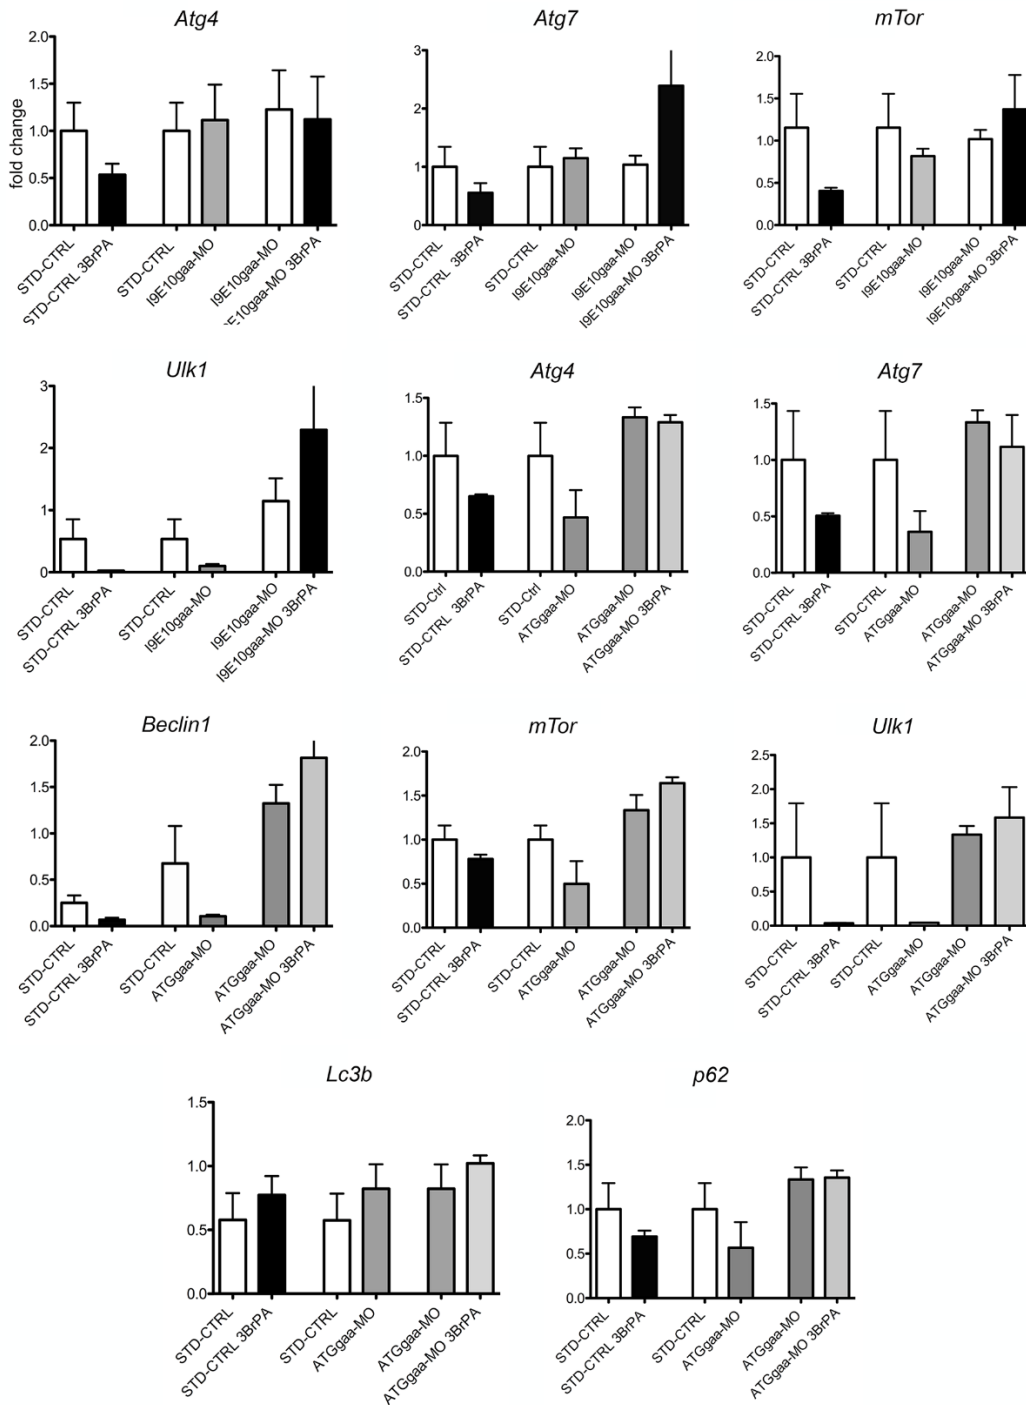 Atg4
Atg7
mTor
fold change
2.0
1.5
1.0
0.5
0.0
STD-CTRL
STD-CTRL 3BrPA
STD-CTRL
I9E10gaa-MO
I9E10gaa-MO
9E10gaa-MO 3BrPA
3
2
1
0
STD-CTRL
STD-CTRL 3BrPA
STD-CTRL
I9E10gaa-MO
I9E10gaa-MO
I9E10gaa-MO 3BrPA
2.0
1.5
1.0
0.5
0.0
STD-CTRL
STD-CTRL 3BrPA
STD-CTRL
I9E10gaa-MO
I9E10gaa-MO
I9E10gaa-MO 3BrPA
Ulk1
Atg4
Atg7
3
2
1
0
STD-CTRL
STD-CTRL 3BrPA
STD-CTRL
I9E10gaa-MO
I9E10gaa-MO
I9E10gaa-MO 3BrPA
1.5
1.0
0.5
0.0
STD-Ctrl
STD-CTRL 3BrPA
STD-Ctrl
ATGgaa-MO
ATGgaa-MO
ATGgaa-MO 3BrPA
1.5
1.0
0.5
0.0
STD-CTRL
STD-CTRL 3BrPA
STD-CTRL
ATGgaa-MO
ATGgaa-MO
ATGgaa-MO 3BrPA
Beclin1
mTor
Ulk1
2.0
1.5
1.0
0.5
0.0
STD-CTRL
STD-CTRL 3BrPA
STD-CTRL
ATGgaa-MO
ATGgaa-MO
ATGgaa-MO 3BrPA
2.0
1.5
1.0
0.5
0.0
STD-CTRL
STD-CTRL 3BrPA
STD-CTRL
ATGgaa-MO
ATGgaa-MO
ATGgaa-MO 3BrPA
2.5
2.0
1.5
1.0
0.5
0.0
STD-CTRL
STD-CTRL 3BrPA
STD-CTRL
ATGgaa-MO
ATGgaa-MO
ATGgaa-MO 3BrPA
Lc3b
p62
1.5
1.0
0.5
0.0
STD-CTRL
STD-CTRL 3BrPA
STD-CTRL
ATGgaa-MO
ATGgaa-MO
ATGgaa-MO 3BrPA
2.0
1.5
1.0
0.5
0.0
STD-CTRL
STD-CTRL 3BrPA
STD-CTRL
ATGgaa-MO
ATGgaa-MO
ATGgaa-MO 3BrPA